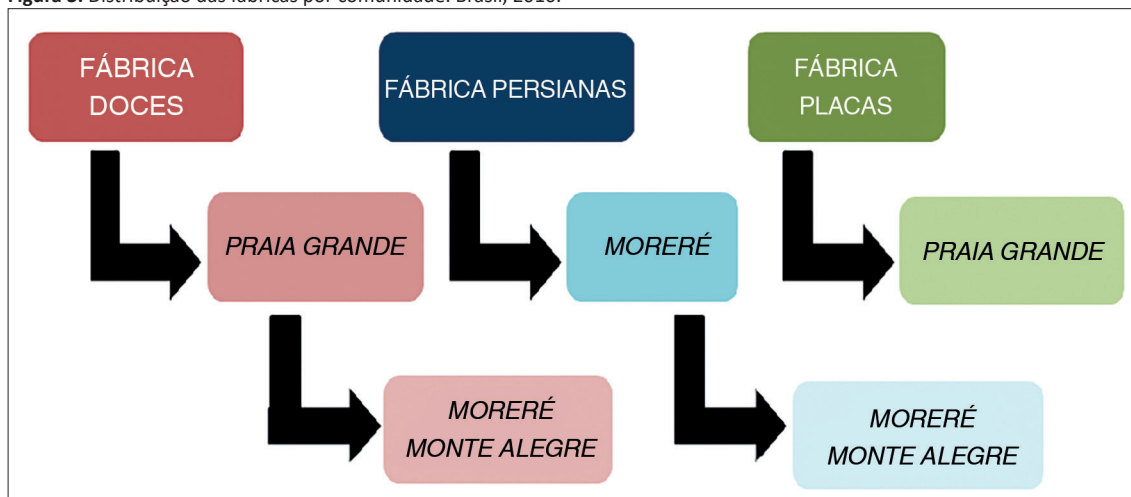 FÁBRICA
DOCES
FÁBRICA PERSIANAS
FÁBRICA
PLACAS
PRAIA GRANDE
MORERÉ
PRAIA GRANDE
MORERÉ
MONTE ALEGRE
MORERÉ
MONTE ALEGRE